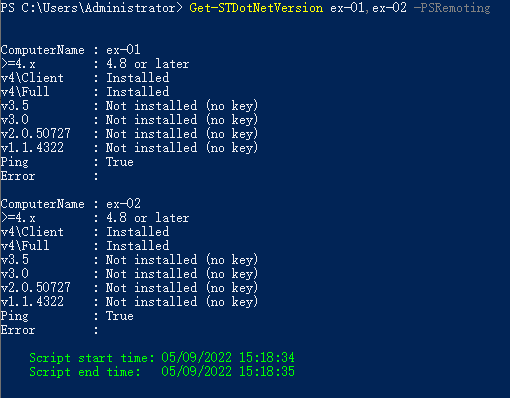 PS C:\Users\Administrator> Get-STDotNetVersion ex-01,ex-02 -PSRemoting
ComputerName : ex-01
>=4.x        : 4.8 or later
v4\Client    : Installed
v4\Full      : Installed
v3.5         : Not installed (no key)
v3.0         : Not installed (no key)
v2.0.50727   : Not installed (no key)
v1.1.4322    : Not installed (no key)
Ping         : True
Error        :
ComputerName : ex-02
>=4.x        : 4.8 or later
v4\Client    : Installed
v4\Full      : Installed
v3.5         : Not installed (no key)
v3.0         : Not installed (no key)
v2.0.50727   : Not installed (no key)
v1.1.4322    : Not installed (no key)
Ping         : True
Error        :
Script start time: 05/09/2022 15:18:34
Script end time:   05/09/2022 15:18:35